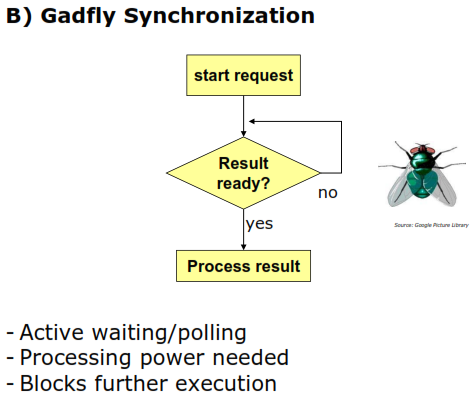 B) Gadfly Synchronization
start request
Result
ready?
no
Source: Google Picture Library
yes
Process result
- Active waiting/polling
- Processing power needed
- Blocks further execution